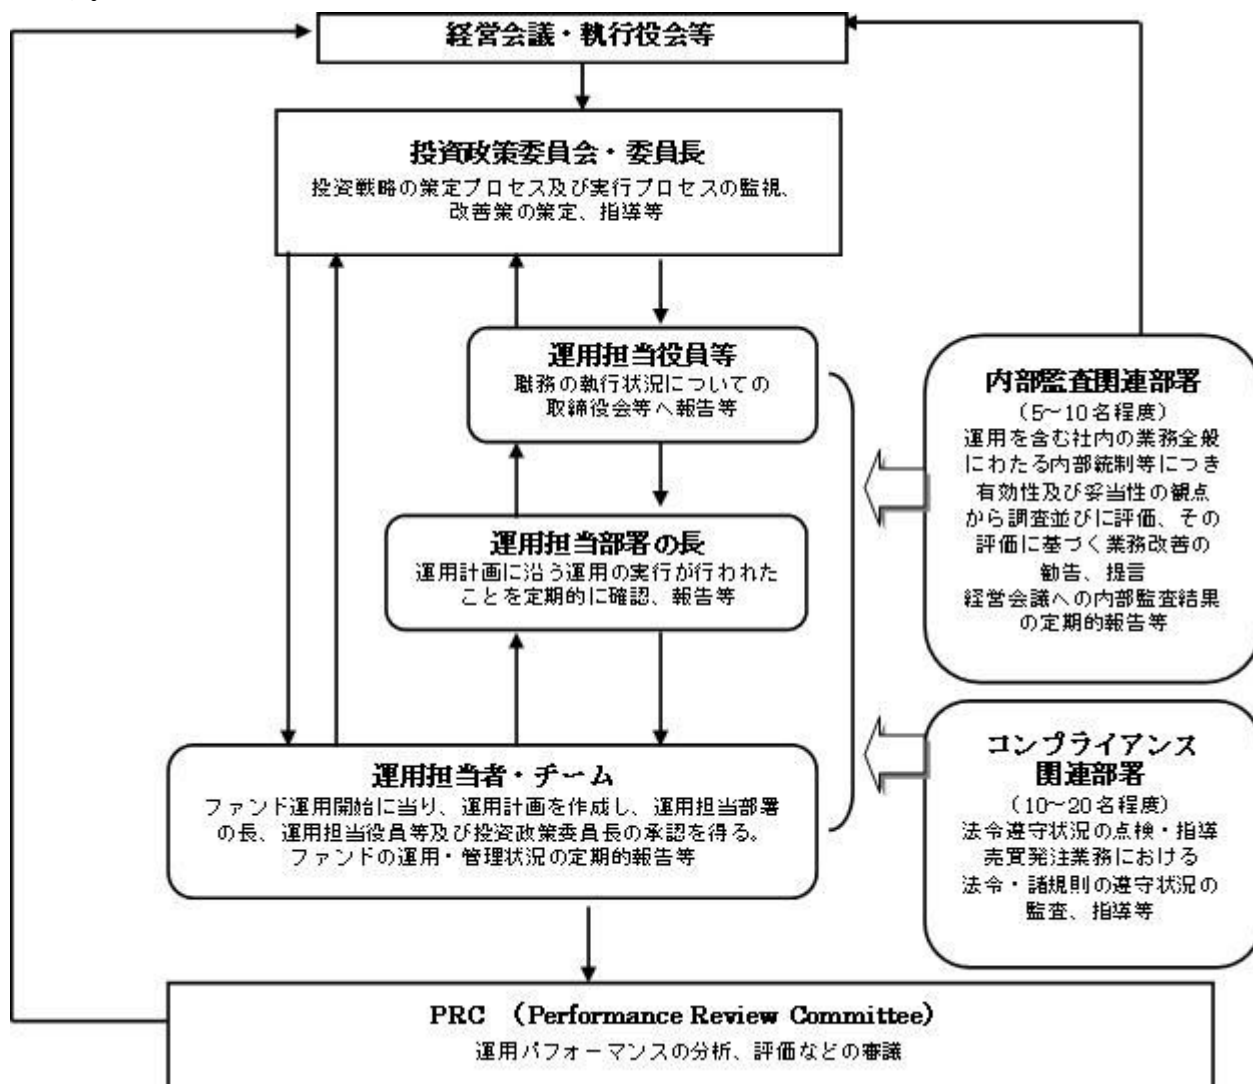 経営会議・執行役会等
投資政策委員会・委員長
投資戦略の策定プロセス及び実行プロセスの監視、
改善策の策定、指導等
運用担当役員等
職務の執行状況についての
取締役会等へ報告等
運用担当部署の長
運用計画に沿う運用の実行が行われた
ことを定期的に確認、報告等
運用担当者・チーム
ファンド運用開始に当り、運用計画を作成し、運用担当部署
の長、運用担当役員等及び投資政策委員長の承認を得る。
ファンドの運用・管理状況の定期的報告等
内部監査関連部署
（5～10名程度）
運用を含む社内の業務全般
にわたる内部統制等につき
有効性及び妥当性の観点
から調査並びに評価、その
評価に基づく業務改善の
勧告、提言
経営会議への内部監査結果
の定期的報告等
コンプライアンス
関連部署
（10～20名程度）
法令遵守状況の点検・指導
売買発注業務における
法令・諸規則の遵守状況の
監査、指導等
PRC （Performance Review Committee）
運用パフォーマンスの分析、評価などの審議